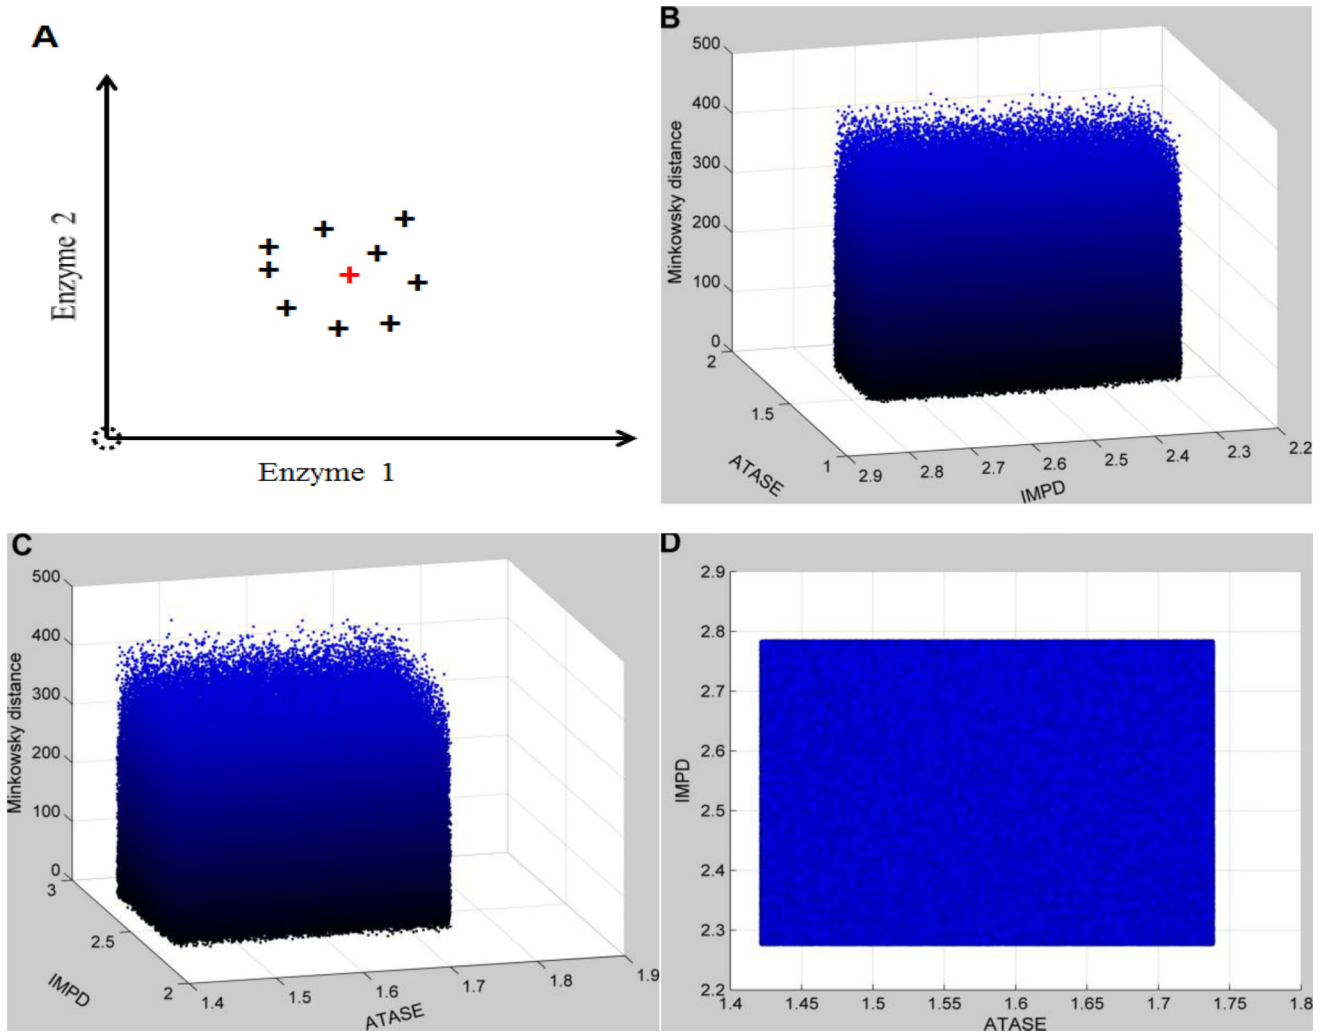 A
Enzyme 2
Enzyme 1
B
Minkowsky distance
500
400
300
200
100
0
2
1.5
1
ATASE
2.9
2.8
2.7
2.6
2.5
2.4
2.3
2.2
IMPD
C
Minkowsky distance
500
400
300
200
100
0
3
2.5
2
IMPD
1.4
1.5
1.6
1.7
1.8
1.9
ATASE
D
IMPD
2.9
2.8
2.7
2.6
2.5
2.4
2.3
2.2
1.4 1.45 1.5 1.55 1.6 1.65 1.7 1.75 1.8
ATASE